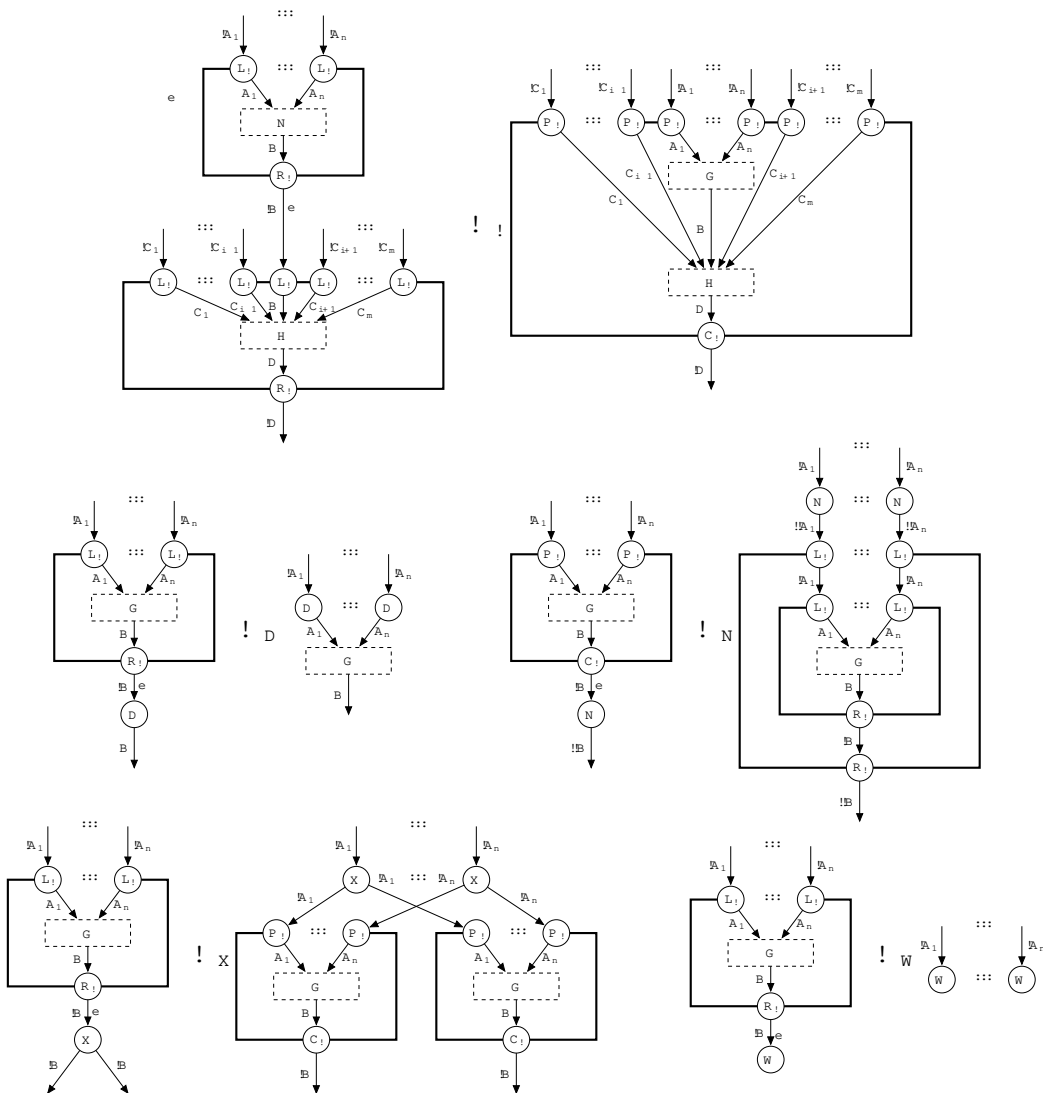 :::
!A1 !An
L! ::: L!
e A1 An
N
B
R!
!B e
::: :::
!C1 !Ci 1 !Ci+1 !Cm
L! ::: L! L! L! ::: L!
C1 Ci 1 B Ci+1 Cm
H
D
R!
!D
! !
::: ::: :::
!C1 !Ci 1 !A1 !An !Ci+1 !Cm
P! ::: P! P! ::: P! P! ::: P!
A1 An
Ci 1 G Ci+1
C1 Cm
B
H
D
C!
!D
:::
!A1 !An
L! ::: L!
A1 An
G
B
R!
!B e
D
B
! D
:::
!A1 !An
D ::: D
A1 An
G
B
:::
!A1 !An
P! ::: P!
A1 An
G
B
C!
!B e
N
!!B
! N
:::
!A1 !An
N ::: N
!!A1 !!An
L! ::: L!
!A1 !An
L! ::: L!
A1 An
G
B
R!
!B
R!
!!B
:::
!A1 !An
L! ::: L!
A1 An
G
B
R!
!B e
X
!B !B
! X
:::
!A1 !An
X X
!A1 ::: !An
!A1 !An
P! ::: P! P! ::: P!
A1 An A1 An
G G
B B
C! C!
!B !B
:::
!A1 !An
L! ::: L!
A1 An
G
B
R!
!B e
W
! W
:::
!A1 !An
W ::: W